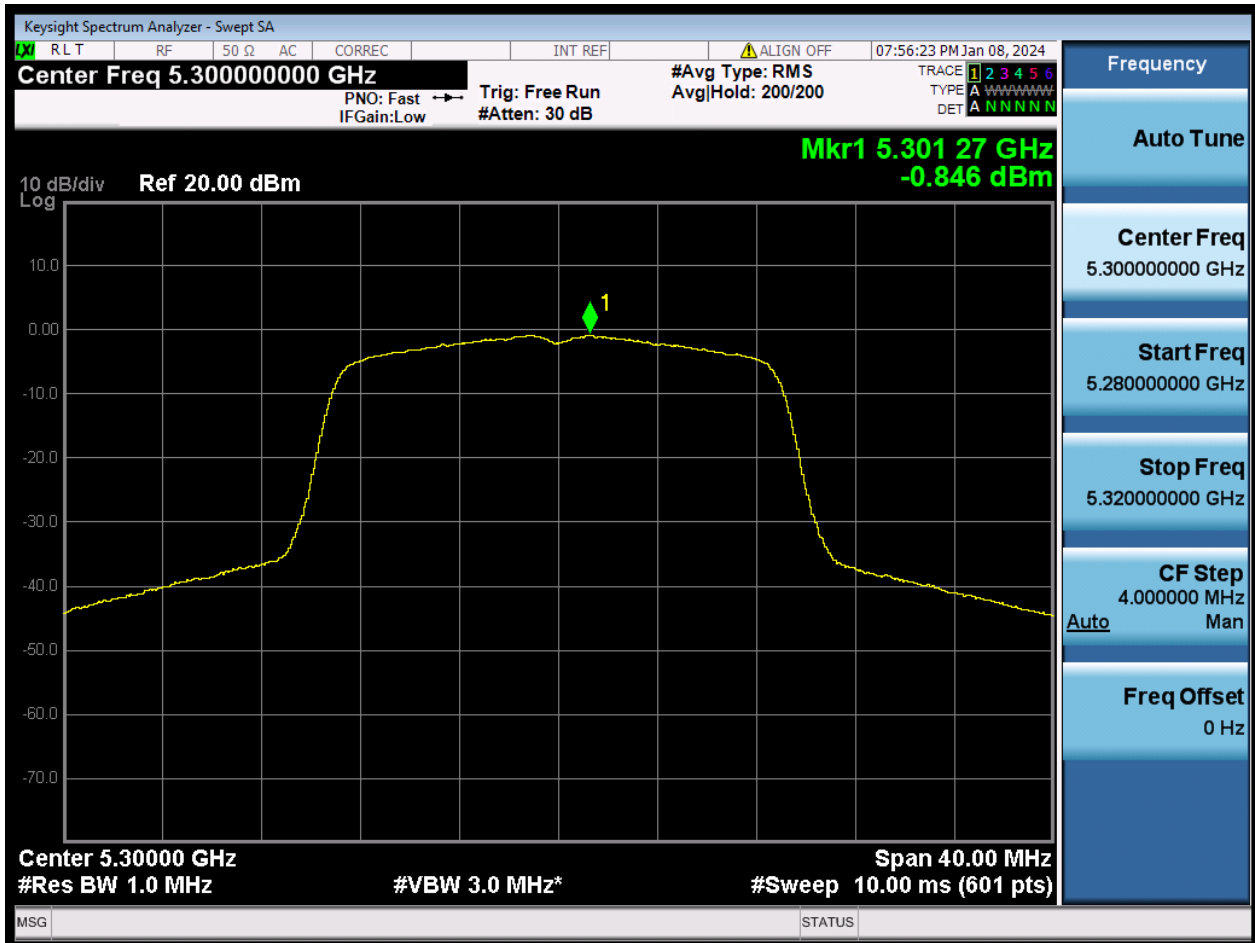 Keysight Spectrum Analyzer - Swept SA
LXI RLT RF 50 Ω AC CORREC INT REF ALIGN OFF 07:56:23 PM Jan 08, 2024
Center Freq 5.300000000 GHz
PNO: Fast
IFGain:Low
Trig: Free Run
#Atten: 30 dB
#Avg Type: RMS
Avg|Hold: 200/200
TRACE 1 2 3 4 5 6
TYPE A WWWWW
DET A N N N N N
Mkr1 5.301 27 GHz
-0.846 dBm
10 dB/div Ref 20.00 dBm
Log
10.0
1
0.00
-10.0
-20.0
-30.0
-40.0
-50.0
-60.0
-70.0
Center 5.30000 GHz Span 40.00 MHz
#Res BW 1.0 MHz #VBW 3.0 MHz* #Sweep 10.00 ms (601 pts)
MSG STATUS
Frequency
Auto Tune
Center Freq
5.300000000 GHz
Start Freq
5.280000000 GHz
Stop Freq
5.320000000 GHz
CF Step
4.000000 MHz
Auto Man
Freq Offset
0 Hz